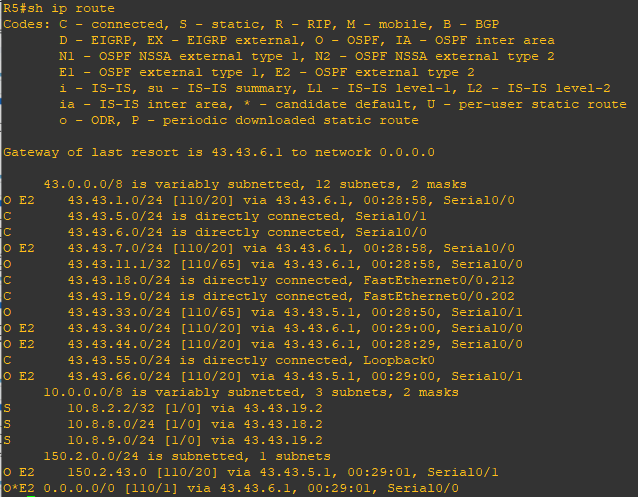 R5#sh ip route
Codes: C - connected, S - static, R - RIP, M - mobile, B - BGP
D - EIGRP, EX - EIGRP external, O - OSPF, IA - OSPF inter area
N1 - OSPF NSSA external type 1, N2 - OSPF NSSA external type 2
E1 - OSPF external type 1, E2 - OSPF external type 2
i - IS-IS, su - IS-IS summary, L1 - IS-IS level-1, L2 - IS-IS level-2
ia - IS-IS inter area, * - candidate default, U - per-user static route
o - ODR, P - periodic downloaded static route
Gateway of last resort is 43.43.6.1 to network 0.0.0.0
43.0.0.0/8 is variably subnetted, 12 subnets, 2 masks
O E2 43.43.1.0/24 [110/20] via 43.43.6.1, 00:28:58, Serial0/0
C 43.43.5.0/24 is directly connected, Serial0/1
C 43.43.6.0/24 is directly connected, Serial0/0
O E2 43.43.7.0/24 [110/20] via 43.43.6.1, 00:28:58, Serial0/0
O 43.43.11.1/32 [110/65] via 43.43.6.1, 00:28:58, Serial0/0
C 43.43.18.0/24 is directly connected, FastEthernet0/0.212
C 43.43.19.0/24 is directly connected, FastEthernet0/0.202
O 43.43.33.0/24 [110/65] via 43.43.5.1, 00:28:50, Serial0/1
O E2 43.43.34.0/24 [110/20] via 43.43.6.1, 00:29:00, Serial0/0
O E2 43.43.44.0/24 [110/20] via 43.43.6.1, 00:28:29, Serial0/0
C 43.43.55.0/24 is directly connected, Loopback0
O E2 43.43.66.0/24 [110/20] via 43.43.5.1, 00:29:00, Serial0/1
10.0.0.0/8 is variably subnetted, 3 subnets, 2 masks
S 10.8.2.2/32 [1/0] via 43.43.19.2
S 10.8.8.0/24 [1/0] via 43.43.18.2
S 10.8.9.0/24 [1/0] via 43.43.19.2
150.2.0.0/24 is subnetted, 1 subnets
O E2 150.2.43.0 [110/20] via 43.43.5.1, 00:29:01, Serial0/1
O*E2 0.0.0.0/0 [110/1] via 43.43.6.1, 00:29:01, Serial0/0